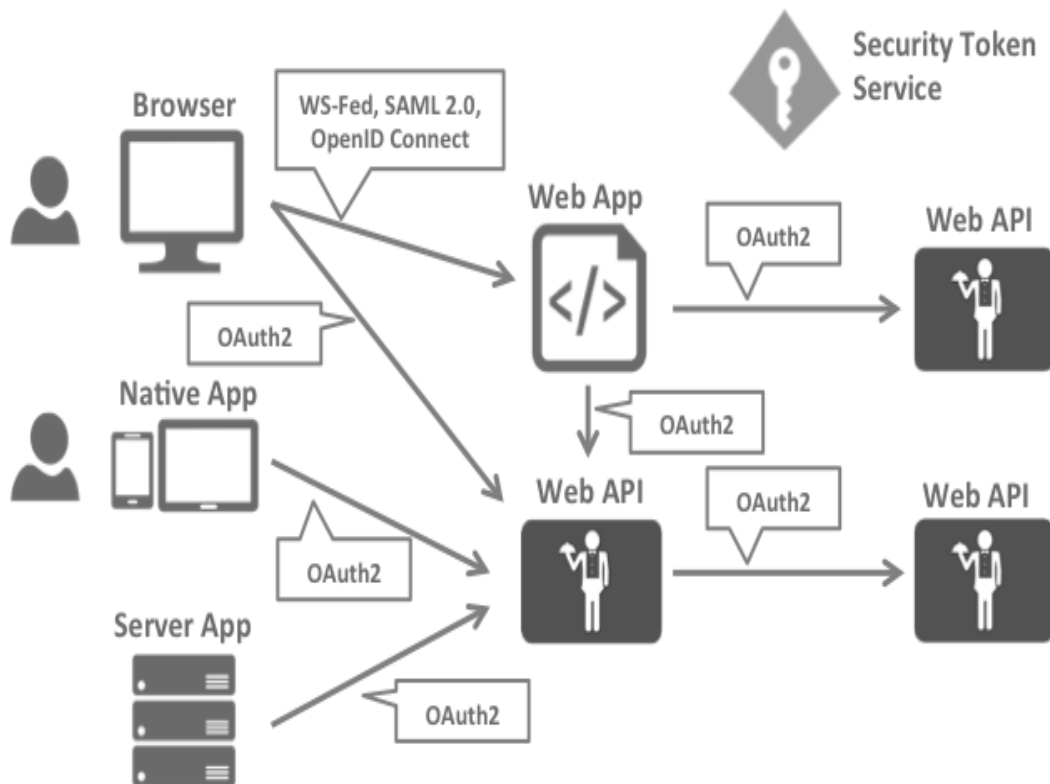 Security Token
Service
Browser
WS-Fed, SAML 2.0,
OpenID Connect
Web App
OAuth2
Web API
OAuth2
Native App
OAuth2
Web API
OAuth2
Web API
OAuth2
Server App
OAuth2